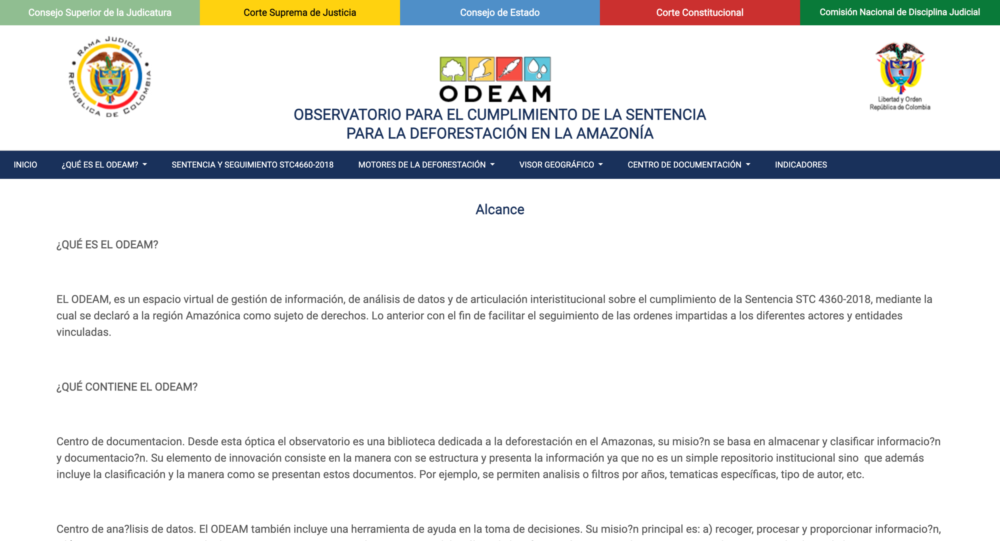 Consejo Superior de la Judicatura
Corte Suprema de Justicia
Consejo de Estado
Corte Constitucional
Comisión Nacional de Disciplina Judicial
RAMA JUDICIAL
REPÚBLICA DE COLOMBIA
ODEAM
Libertad y Orden
República de Colombia
OBSERVATORIO PARA EL CUMPLIMIENTO DE LA SENTENCIA
PARA LA DEFORESTACIÓN EN LA AMAZONÍA
INICIO
¿QUÉ ES EL ODEAM?
SENTENCIA Y SEGUIMIENTO STC4660-2018
MOTORES DE LA DEFORESTACIÓN
VISOR GEOGRÁFICO
CENTRO DE DOCUMENTACIÓN
INDICADORES
Alcance
¿QUÉ ES EL ODEAM?
EL ODEAM, es un espacio virtual de gestión de información, de análisis de datos y de articulación interistitucional sobre el cumplimiento de la Sentencia STC 4360-2018, mediante la
cual se declaró a la región Amazónica como sujeto de derechos. Lo anterior con el fin de facilitar el seguimiento de las ordenes impartidas a los diferentes actores y entidades
vinculadas.
¿QUÉ CONTIENE EL ODEAM?
Centro de documentacion. Desde esta óptica el observatorio es una biblioteca dedicada a la deforestación en el Amazonas, su misio?n se basa en almacenar y clasificar informacio?n
y documentacio?n. Su elemento de innovación consiste en la manera con se estructura y presenta la información ya que no es un simple repositorio institucional sino  que además
incluye la clasificación y la manera como se presentan estos documentos. Por ejemplo, se permiten analisis o filtros por años, tematicas específicas, tipo de autor, etc.
Centro de ana?lisis de datos. El ODEAM también incluye una herramienta de ayuda en la toma de decisiones. Su misio?n principal es: a) recoger, procesar y proporcionar informacio?n,